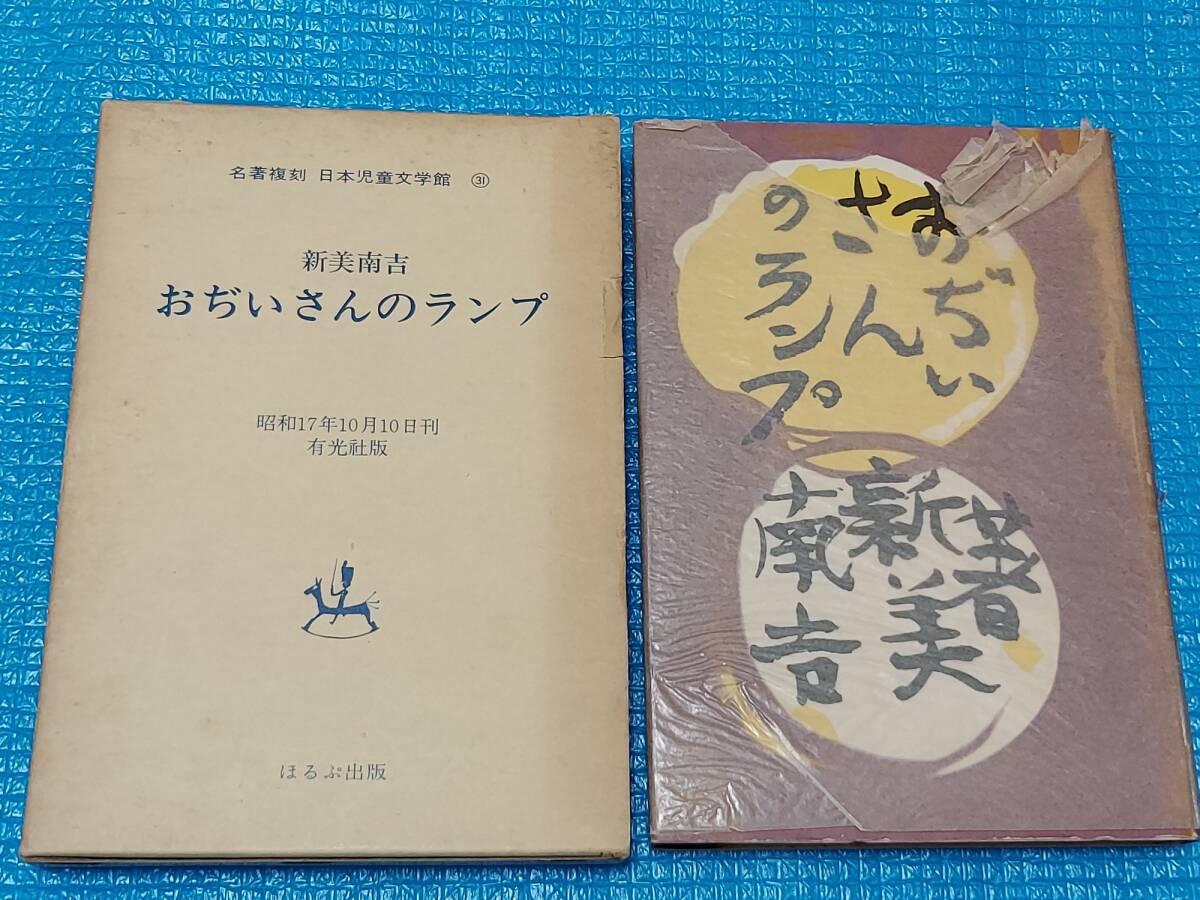 名著複刻 日本児童文学館 ㉛
新美南吉
おぢいさんのランプ
昭和17年10月10日刊
有光社版
ほるぷ出版
おぢい
さん
のランプ
著
新美
南吉